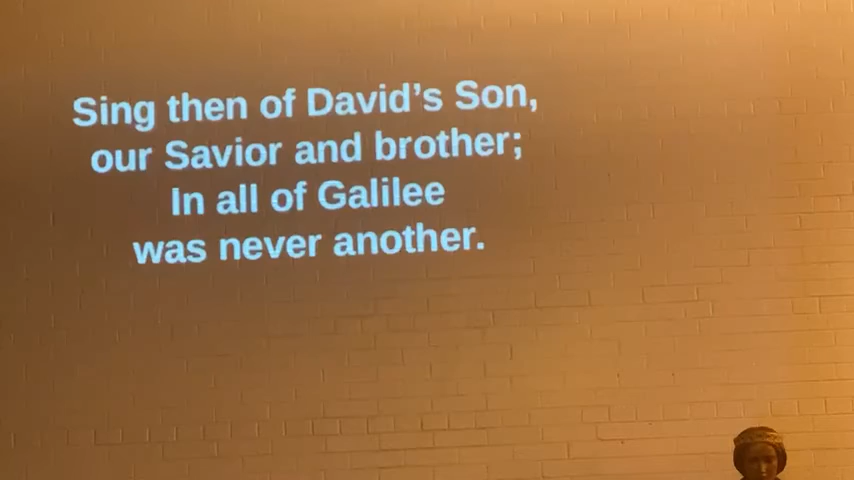 Sing then of David’s Son,
our Savior and brother;
In all of Galilee
was never another.